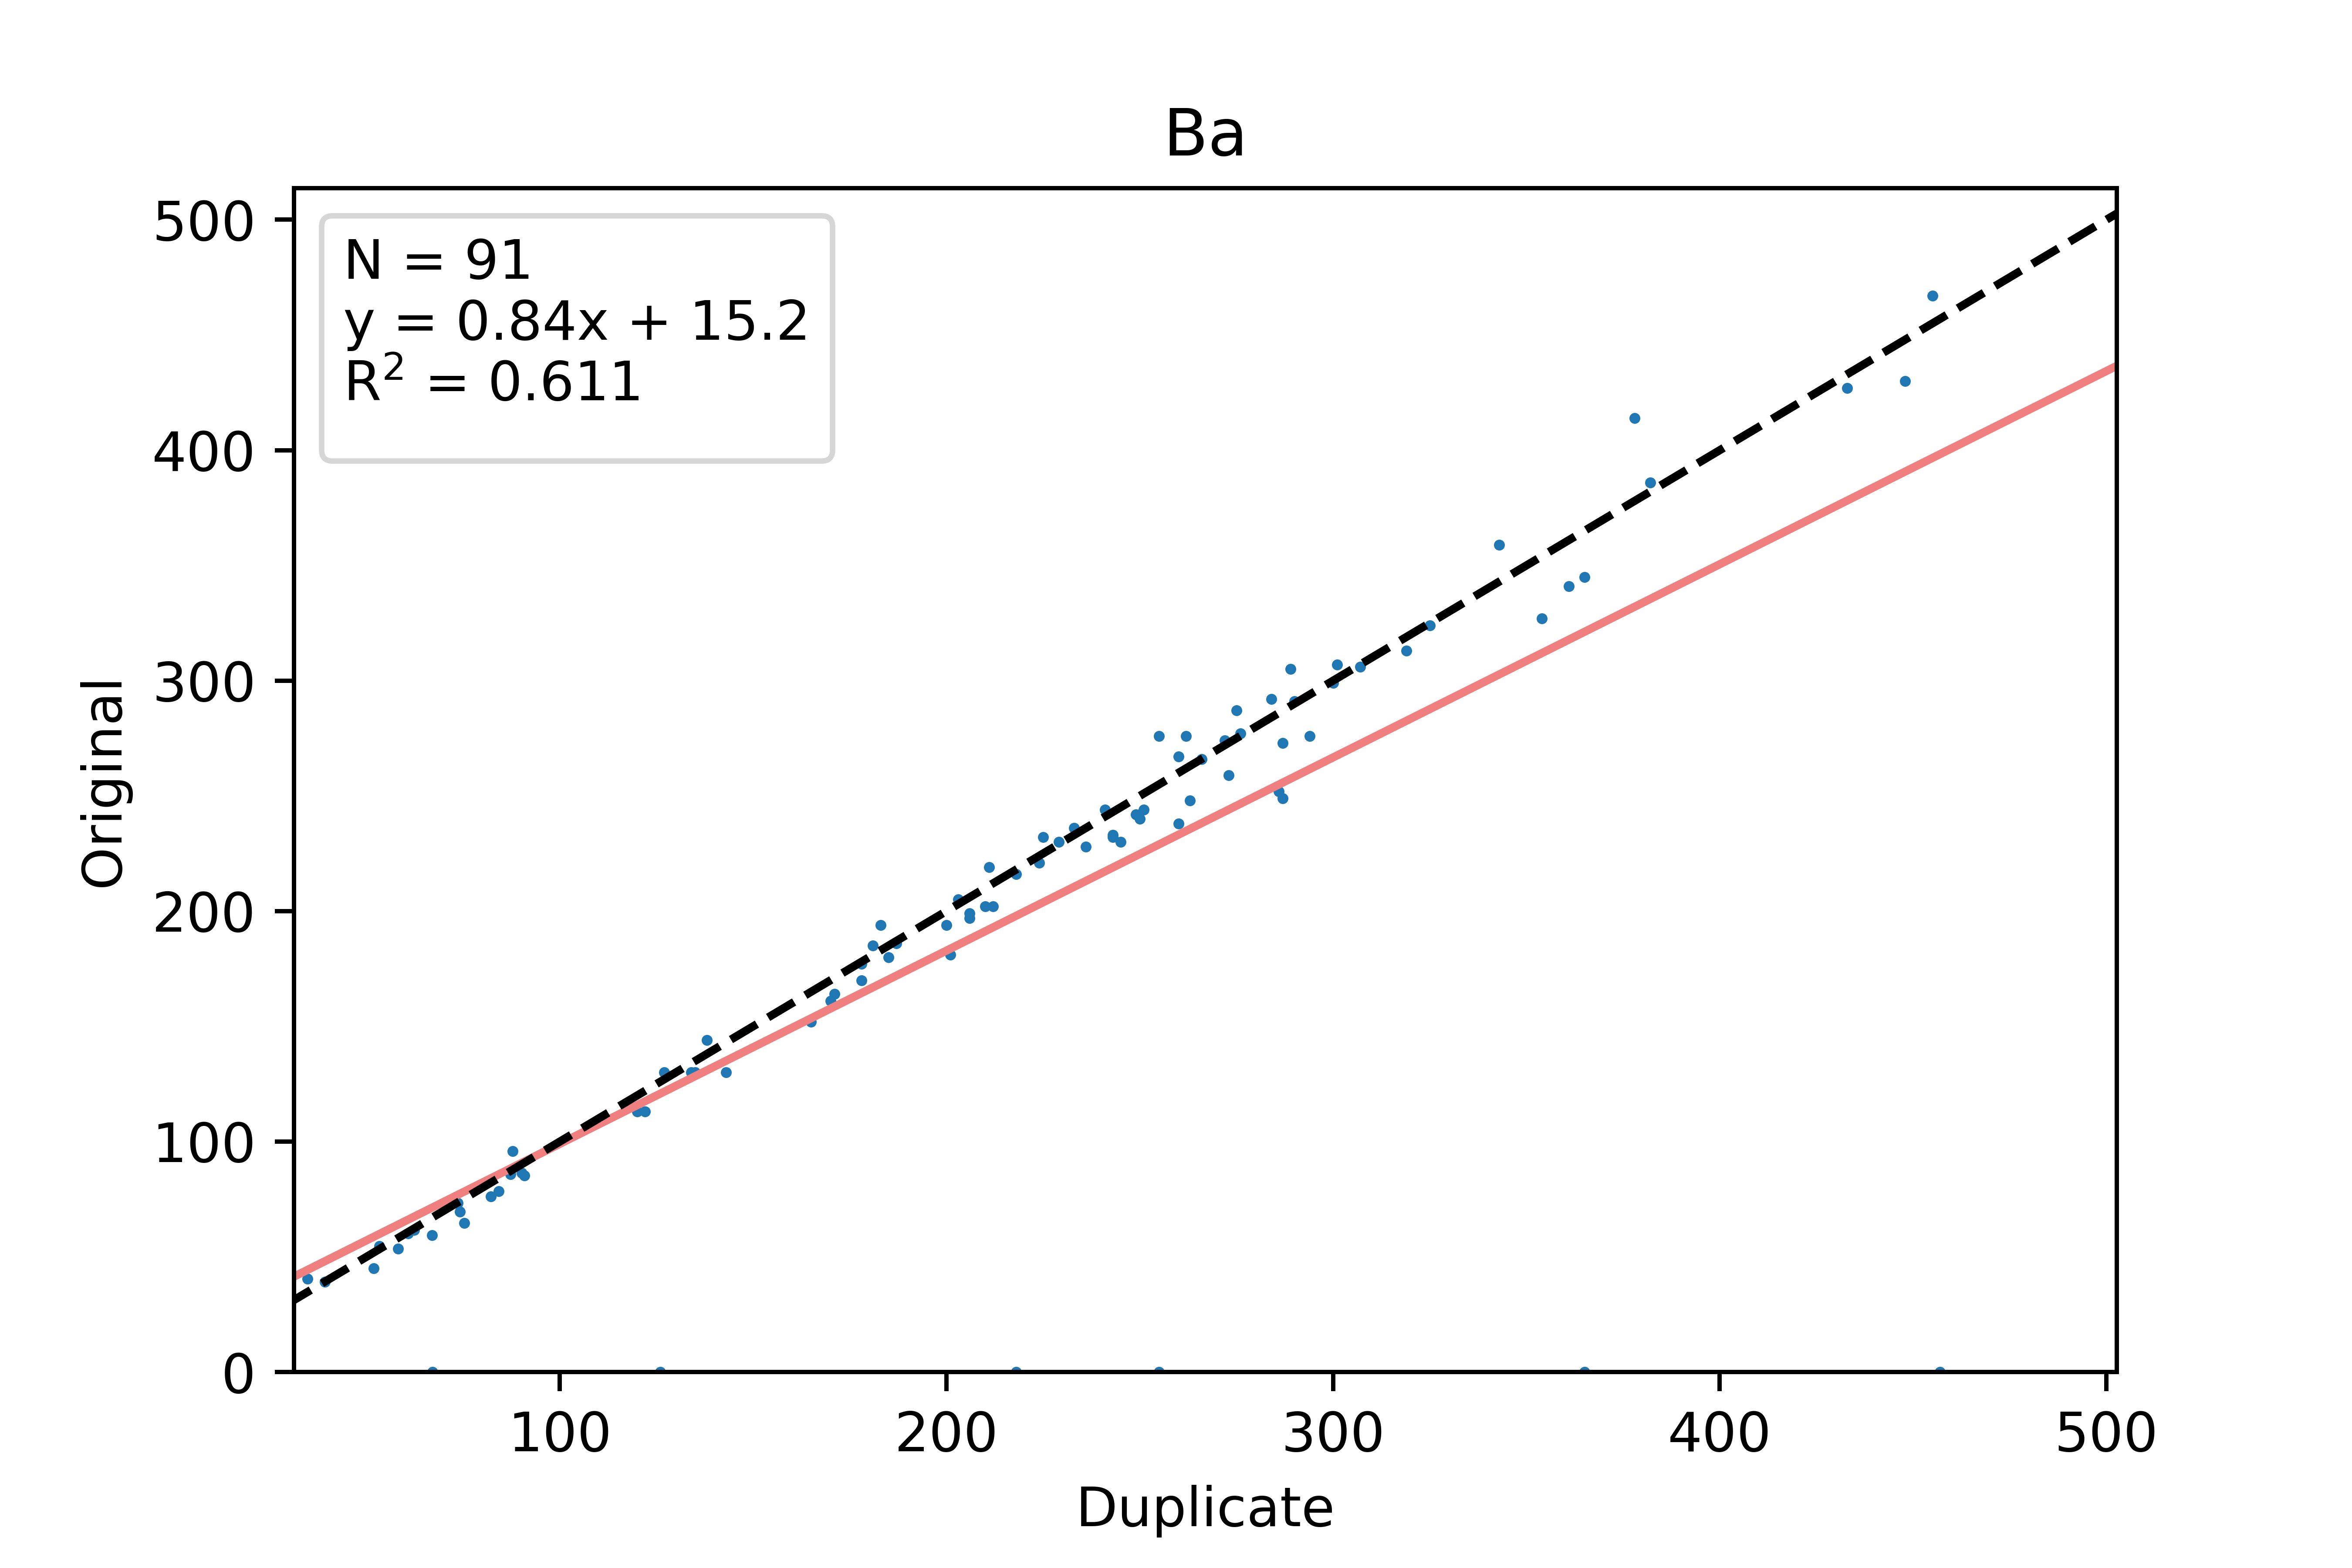 Ba
N = 91
y = 0.84x + 15.2
R² = 0.611
500
400
300
200
100
0
Original
100 200 300 400 500
Duplicate